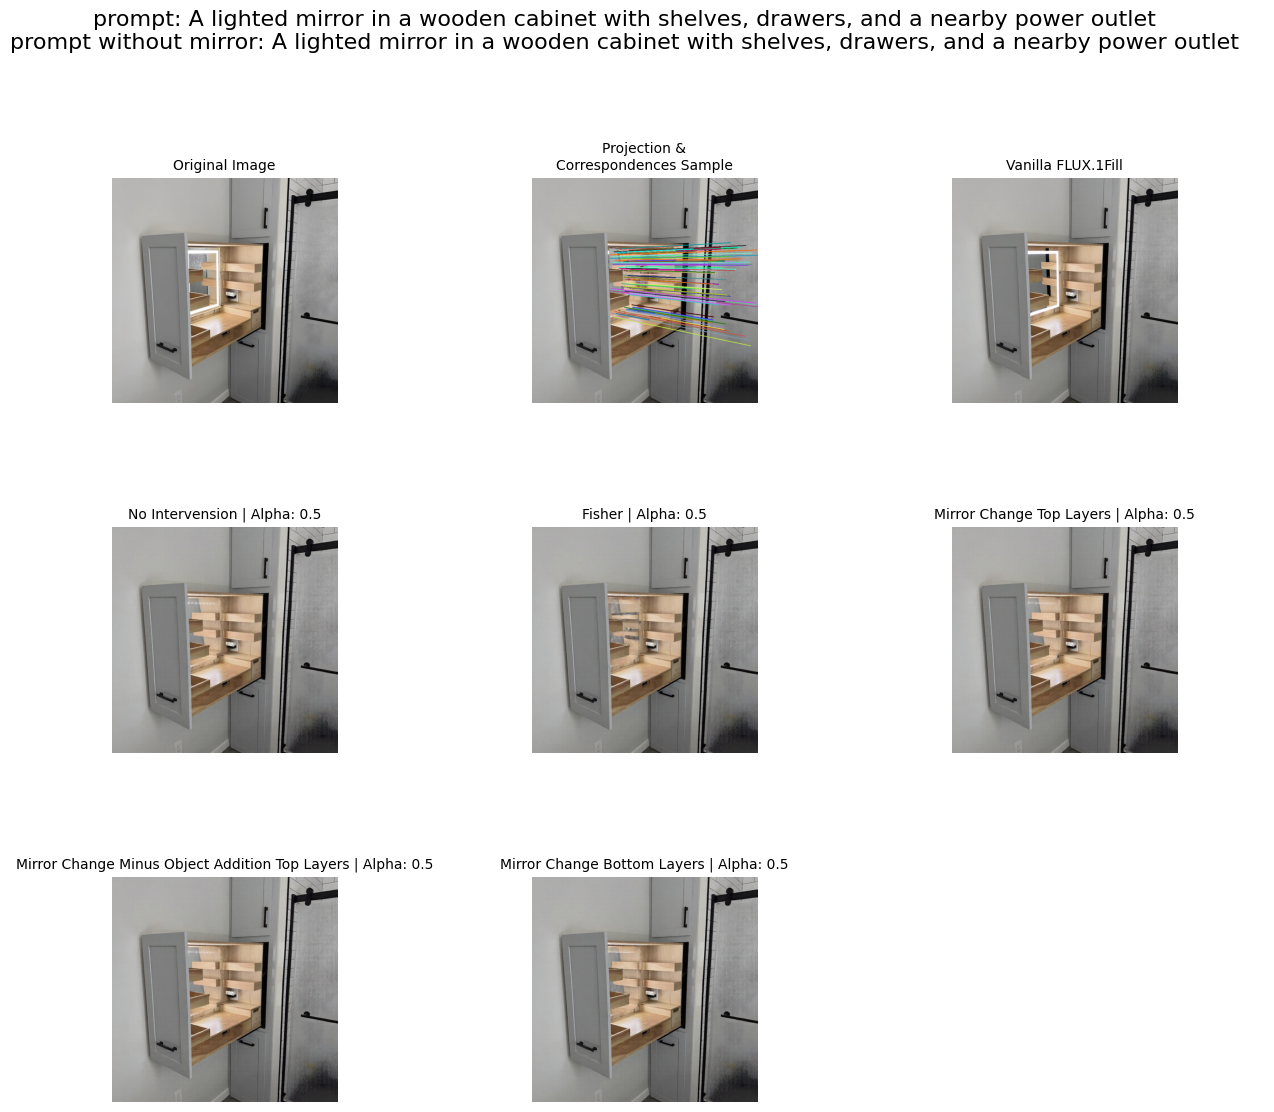 prompt: A lighted mirror in a wooden cabinet with shelves, drawers, and a nearby power outlet
prompt without mirror: A lighted mirror in a wooden cabinet with shelves, drawers, and a nearby power outlet
Original Image
Projection &
Correspondences Sample
Vanilla FLUX.1Fill
No Intervension | Alpha: 0.5
Fisher | Alpha: 0.5
Mirror Change Top Layers | Alpha: 0.5
Mirror Change Minus Object Addition Top Layers | Alpha: 0.5
Mirror Change Bottom Layers | Alpha: 0.5